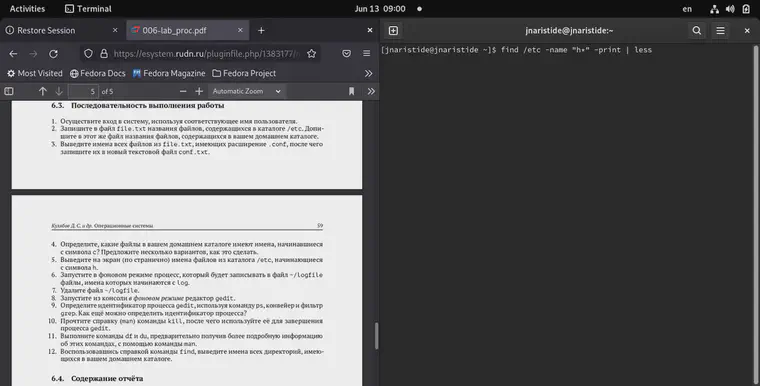 Activities Terminal Jun 13 09:00 en
Restore Session 006-lab_proc.pdf
jnaristide@jnaristide:~
https://esystem.rudn.ru/pluginfile.php/1383177/
Most Visited Fedora Docs Fedora Magazine Fedora Project
5 of 5 Automatic Zoom
[jnaristide@jnaristide ~]$ find /etc -name "h*" -print | less
6.3. Последовательность выполнения работы
1. Осуществите вход в систему, используя соответствующее имя пользователя.
2. Запишите в файл file.txt названия файлов, содержащихся в каталоге /etc. Допи-
шите в этот же файл названия файлов, содержащихся в вашем домашнем каталоге.
3. Выведите имена всех файлов из file.txt, имеющих расширение .conf, после чего
запишите их в новый текстовой файл conf.txt.
Кулябов Д. С. и др. Операционные системы 59
4. Определите, какие файлы в вашем домашнем каталоге имеют имена, начинавшиеся
с символа c? Предложите несколько вариантов, как это сделать.
5. Выведите на экран (по странично) имена файлов из каталога /etc, начинающиеся
с символа h.
6. Запустите в фоновом режиме процесс, который будет записывать в файл ~/logfile
файлы, имена которых начинаются с log.
7. Удалите файл ~/logfile.
8. Запустите из консоли в фоновом режиме редактор gedit.
9. Определите идентификатор процесса gedit, используя команду ps, конвейер и фильтр
grep. Как ещё можно определить идентификатор процесса?
10. Прочтите справку (man) команды kill, после чего используйте её для завершения
процесса gedit.
11. Выполните команды df и du, предварительно получив более подробную информацию
об этих командах, с помощью команды man.
12. Воспользовавшись справкой команды find, выведите имена всех директорий, имею-
щихся в вашем домашнем каталоге.
6.4. Содержание отчёта